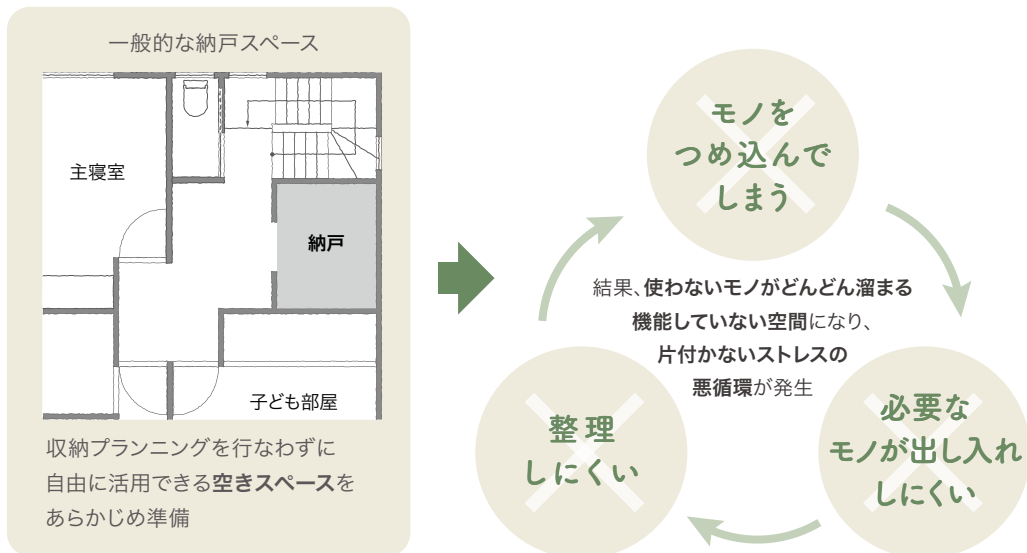 一般的な納戸スペース
主寝室
納戸
子ども部屋
収納プランニングを行なわずに
自由に活用できる空きスペースを
あらかじめ準備
モノを
つめ込んで
しまう
結果、使わないモノがどんどん溜まる
機能していない空間になり、
片付かないストレスの
悪循環が発生
必要な
モノが出し入れ
しにくい
整理
しにくい